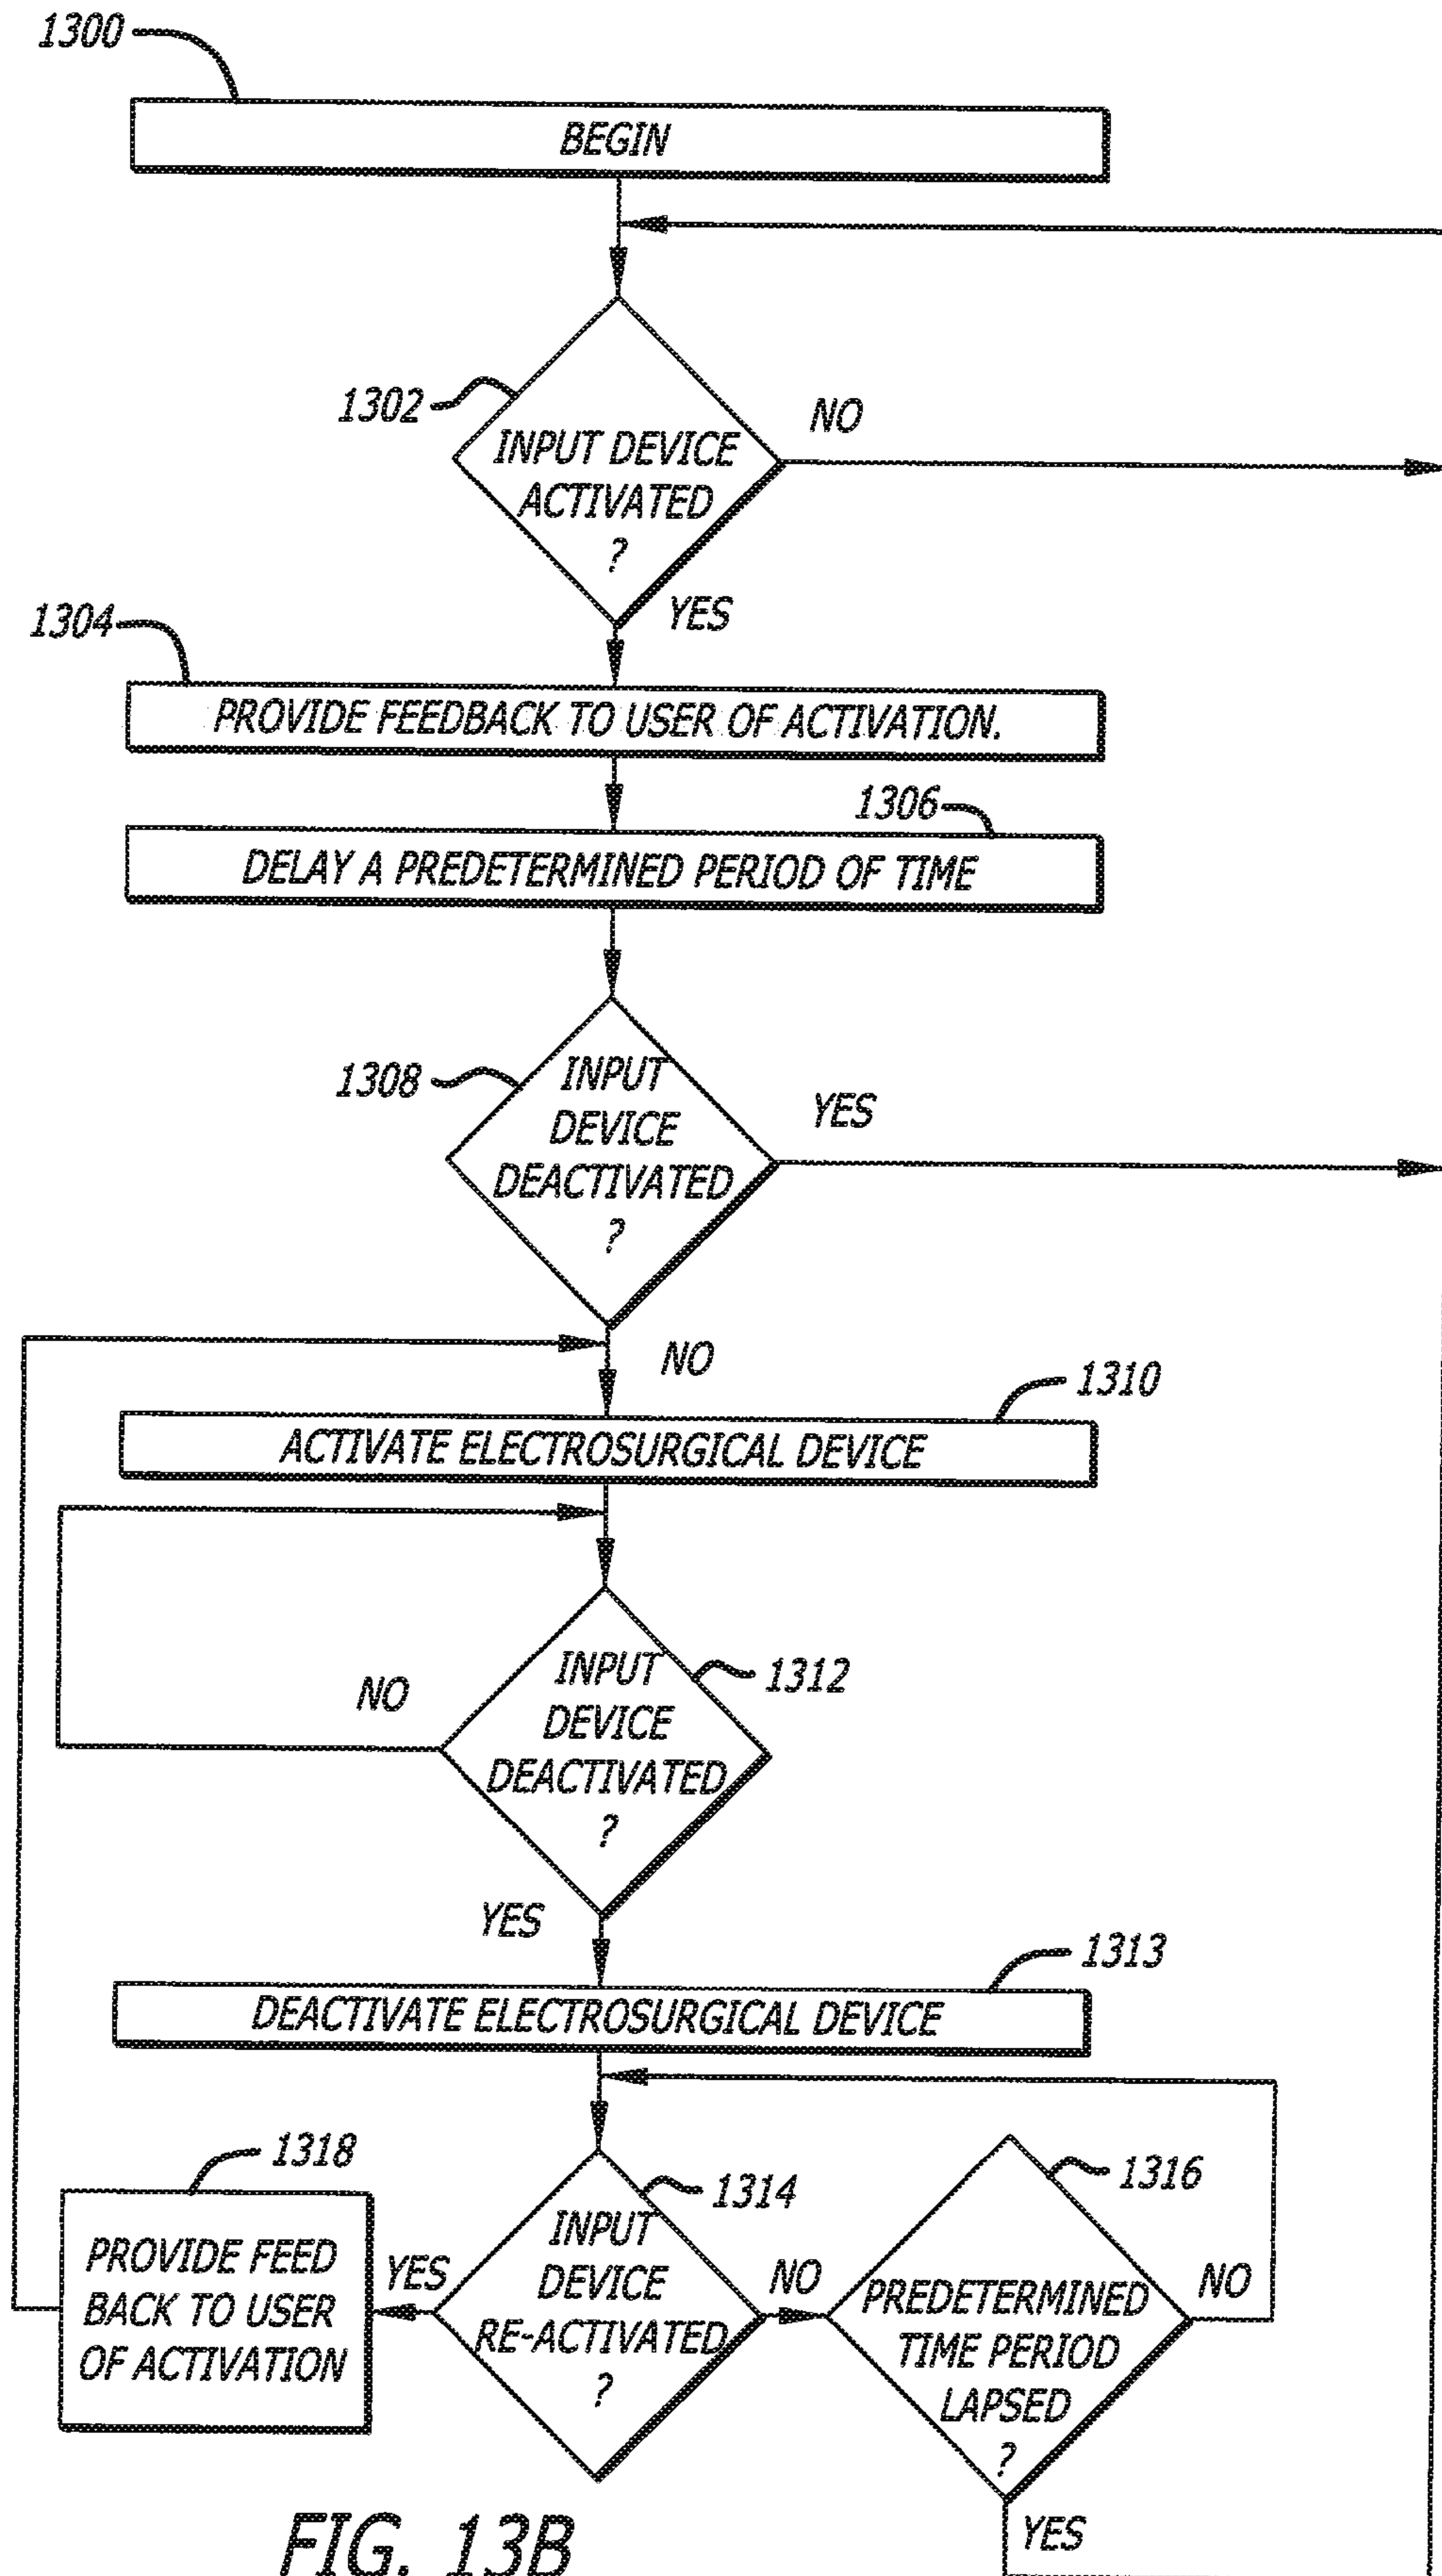 1300
BEGIN
1302
NO
INPUT DEVICE
ACTIVATED
?
YES
1304
PROVIDE FEEDBACK TO USER OF ACTIVATION.
1306
DELAY A PREDETERMINED PERIOD OF TIME
1308
INPUT
DEVICE
DEACTIVATED
?
YES
NO
1310
ACTIVATE ELECTROSURGICAL DEVICE
INPUT
DEVICE
DEACTIVATED
?
1312
NO
YES
1313
DEACTIVATE ELECTROSURGICAL DEVICE
1318
PROVIDE FEED
BACK TO USER
OF ACTIVATION
YES
1314
INPUT
DEVICE
RE-ACTIVATED
?
NO
1316
PREDETERMINED
TIME PERIOD
LAPSED
?
NO
YES
FIG. 13B